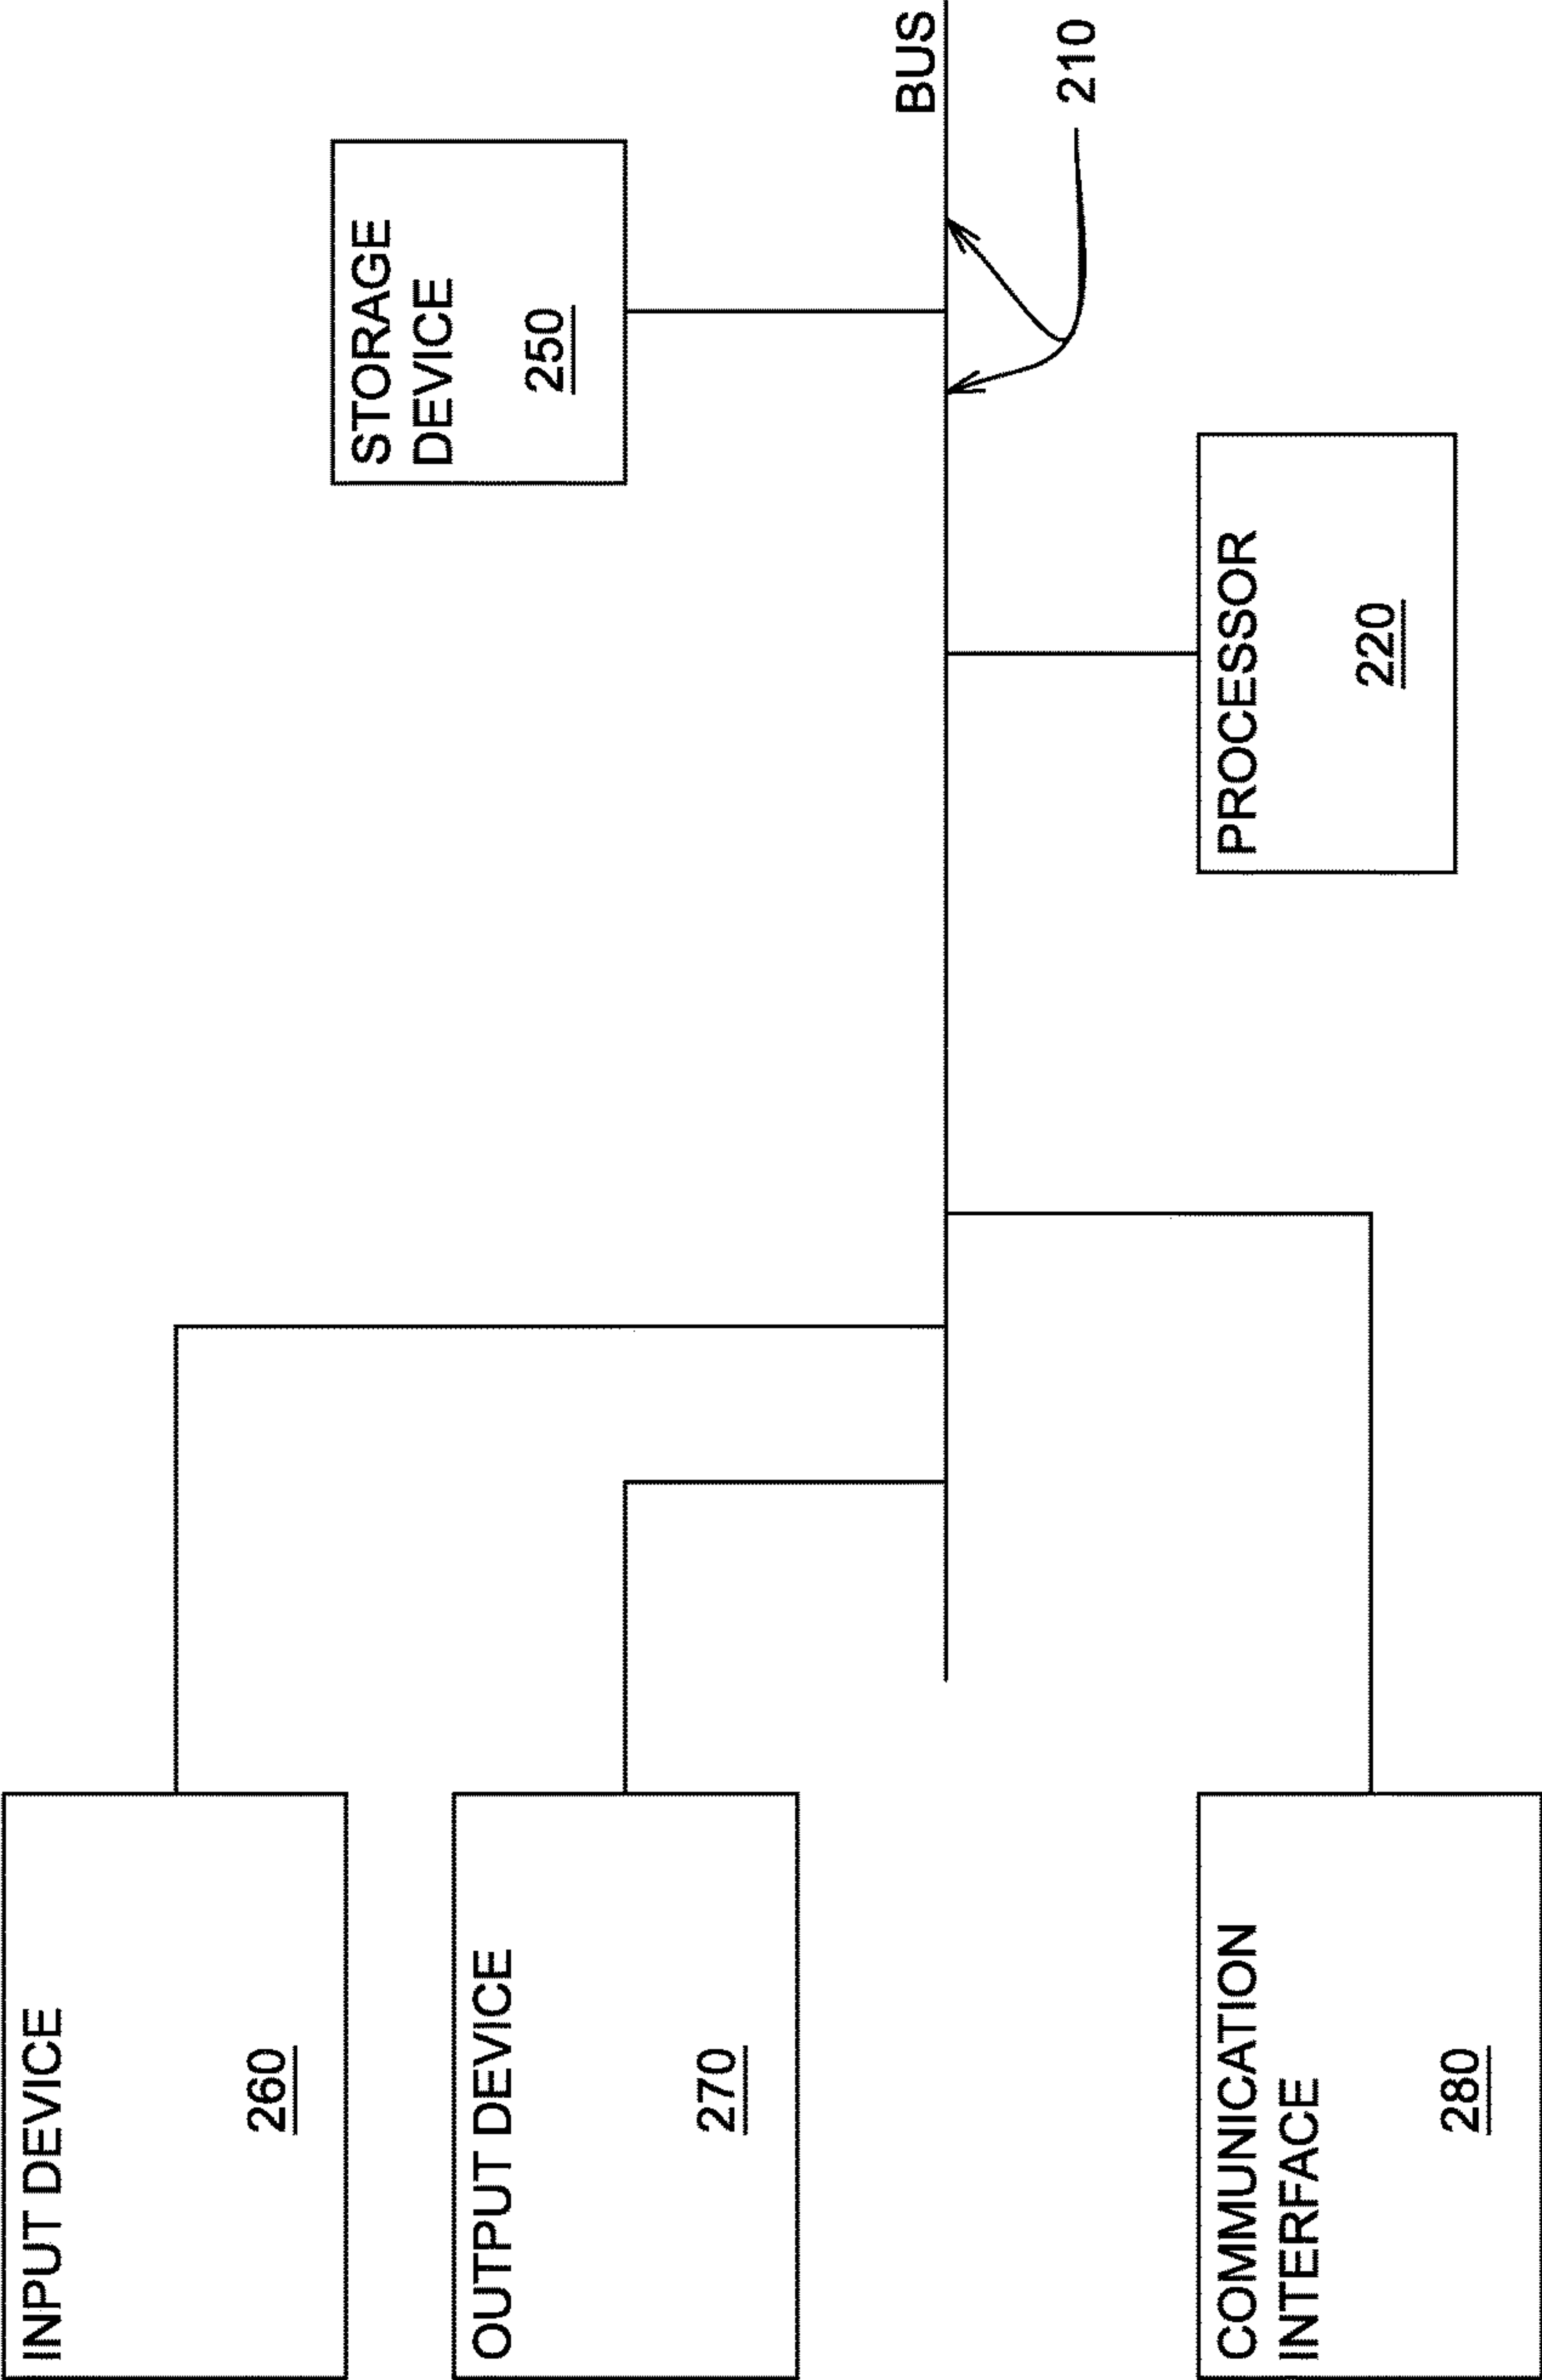 INPUT DEVICE
260
OUTPUT DEVICE
270
COMMUNICATION
INTERFACE
280
PROCESSOR
220
STORAGE
DEVICE
250
BUS
210